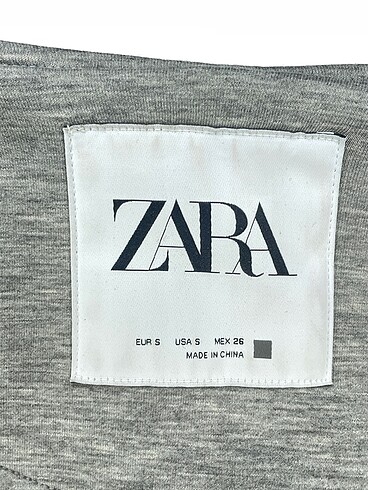 ZARA
EUR S USA S MEX 26
MADE IN CHINA